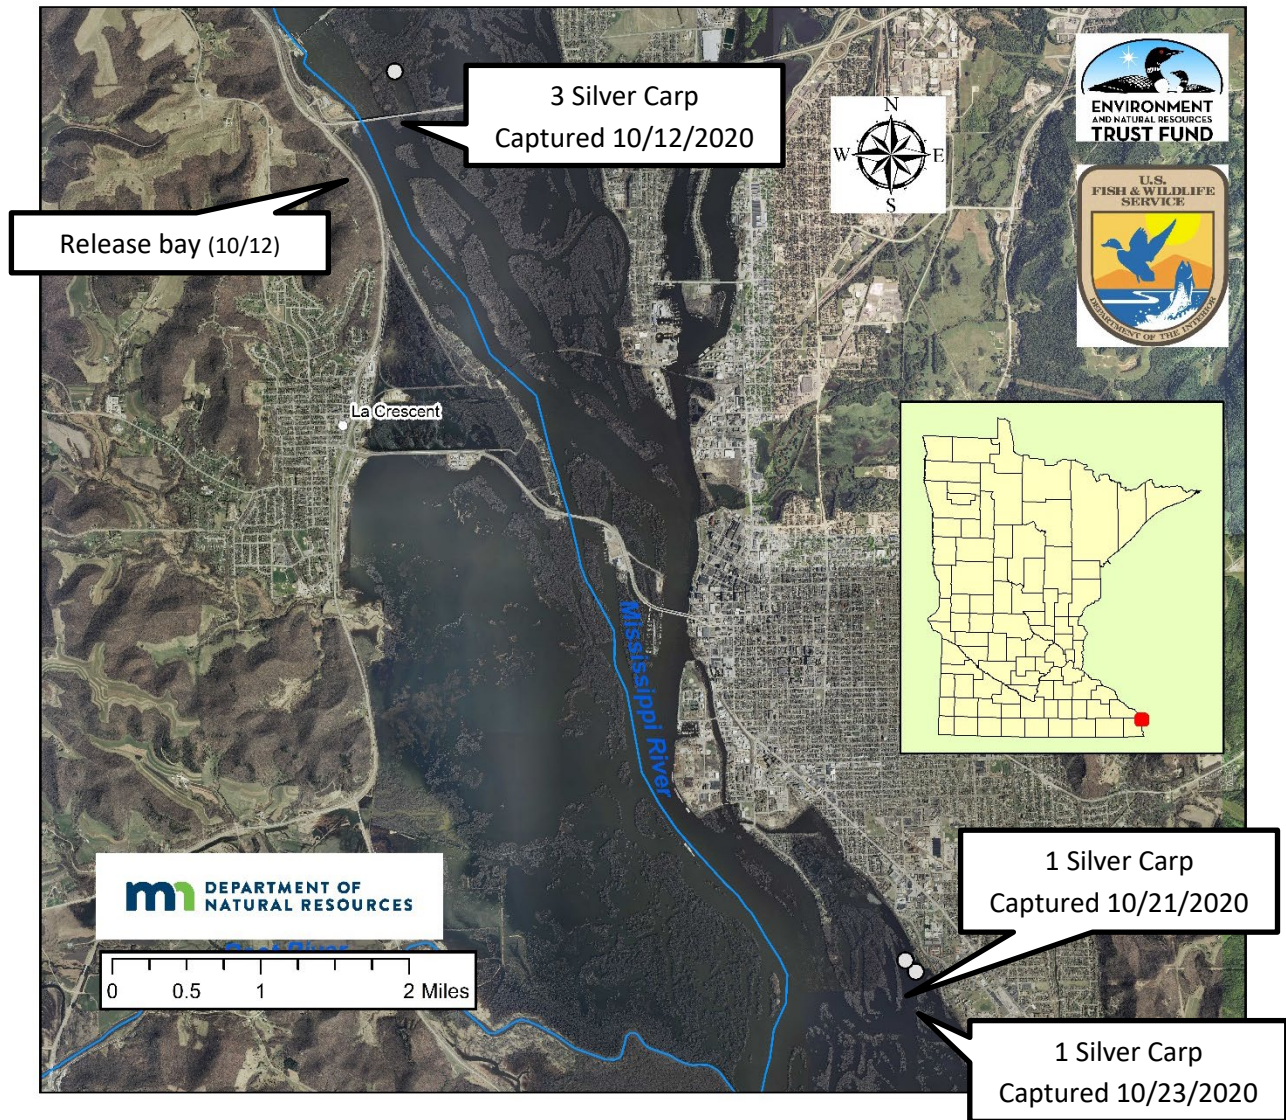 3 Silver Carp
Captured 10/12/2020
N
W E
S
ENVIRONMENT
AND NATURAL RESOURCES
TRUST FUND
U.S.
FISH & WILDLIFE
SERVICE
DEPARTMENT OF THE INTERIOR
Release bay (10/12)
La Crescent
Mississippi River
1 Silver Carp
Captured 10/21/2020
mn DEPARTMENT OF
NATURAL RESOURCES
0 0.5 1 2 Miles
1 Silver Carp
Captured 10/23/2020